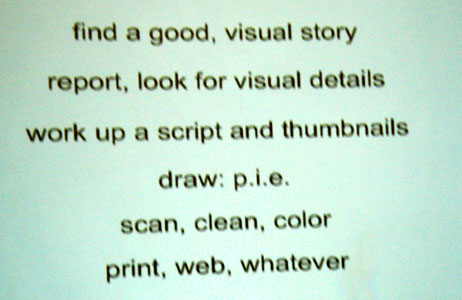 find a good, visual story
report, look for visual details
work up a script and thumbnails
draw: p.i.e.
scan, clean, color
print, web, whatever